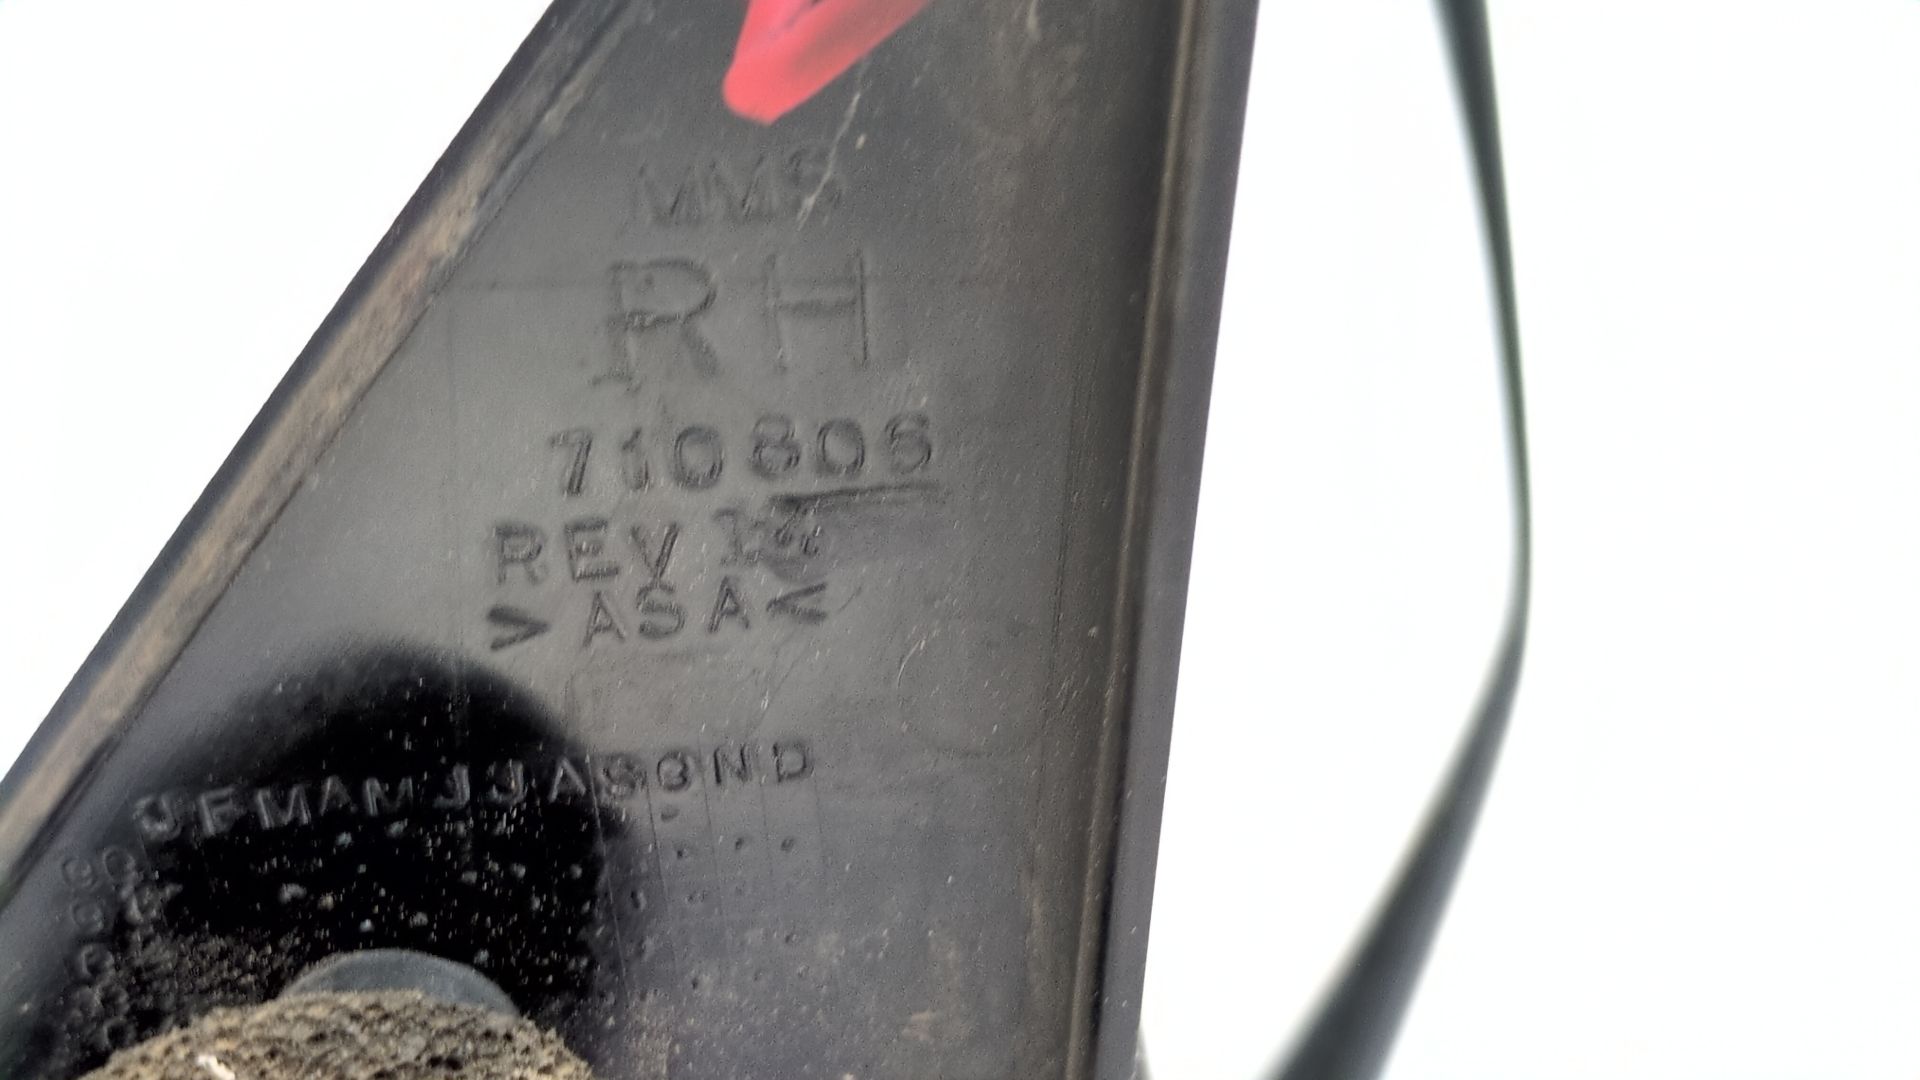 MMS
RH
710806
REV
> ASA <
JFMAMJJASOND